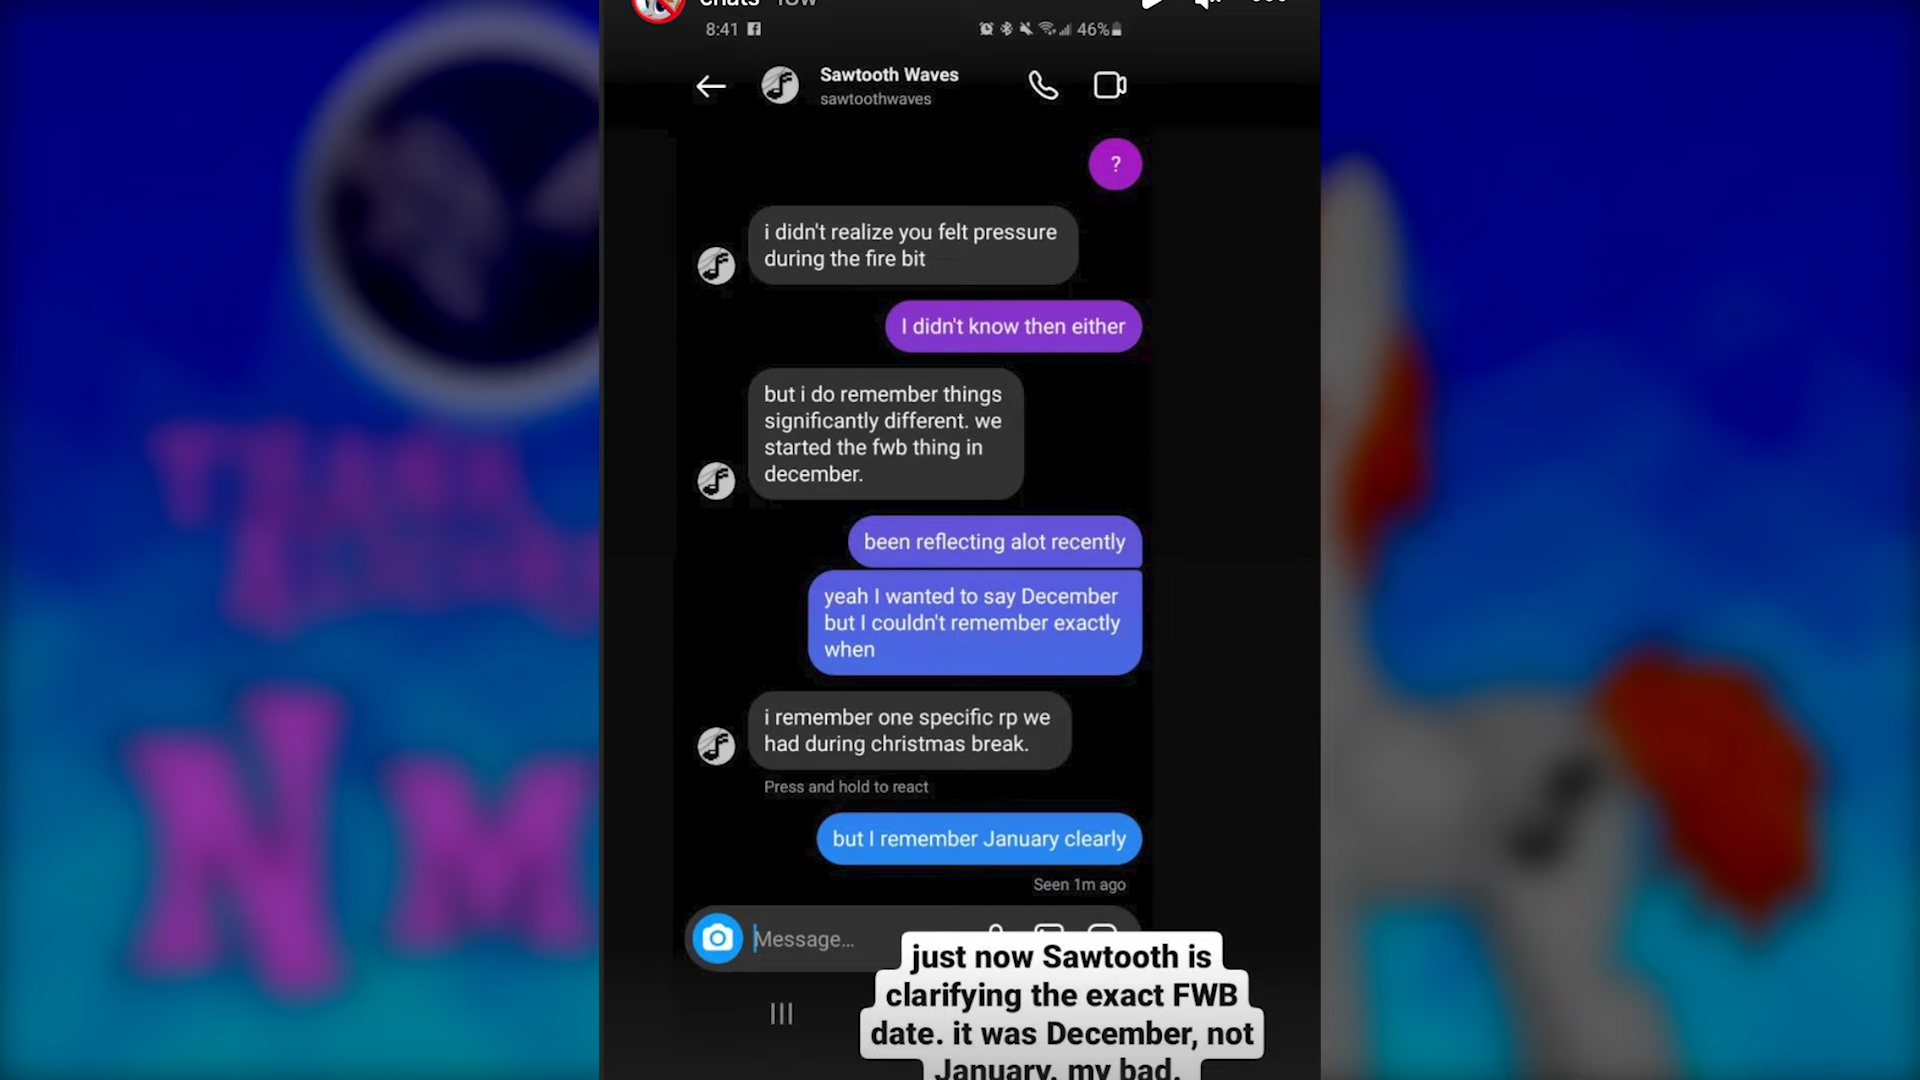 chats 18w
8:41
46%
Sawtooth Waves
sawtoothwaves
?
i didn't realize you felt pressure
during the fire bit
I didn't know then either
but i do remember things
significantly different. we
started the fwb thing in
december.
been reflecting alot recently
yeah I wanted to say December
but I couldn't remember exactly
when
i remember one specific rp we
had during christmas break.
Press and hold to react
but I remember January clearly
Seen 1m ago
Message...
just now Sawtooth is
clarifying the exact FWB
date. it was December, not
January. my bad.